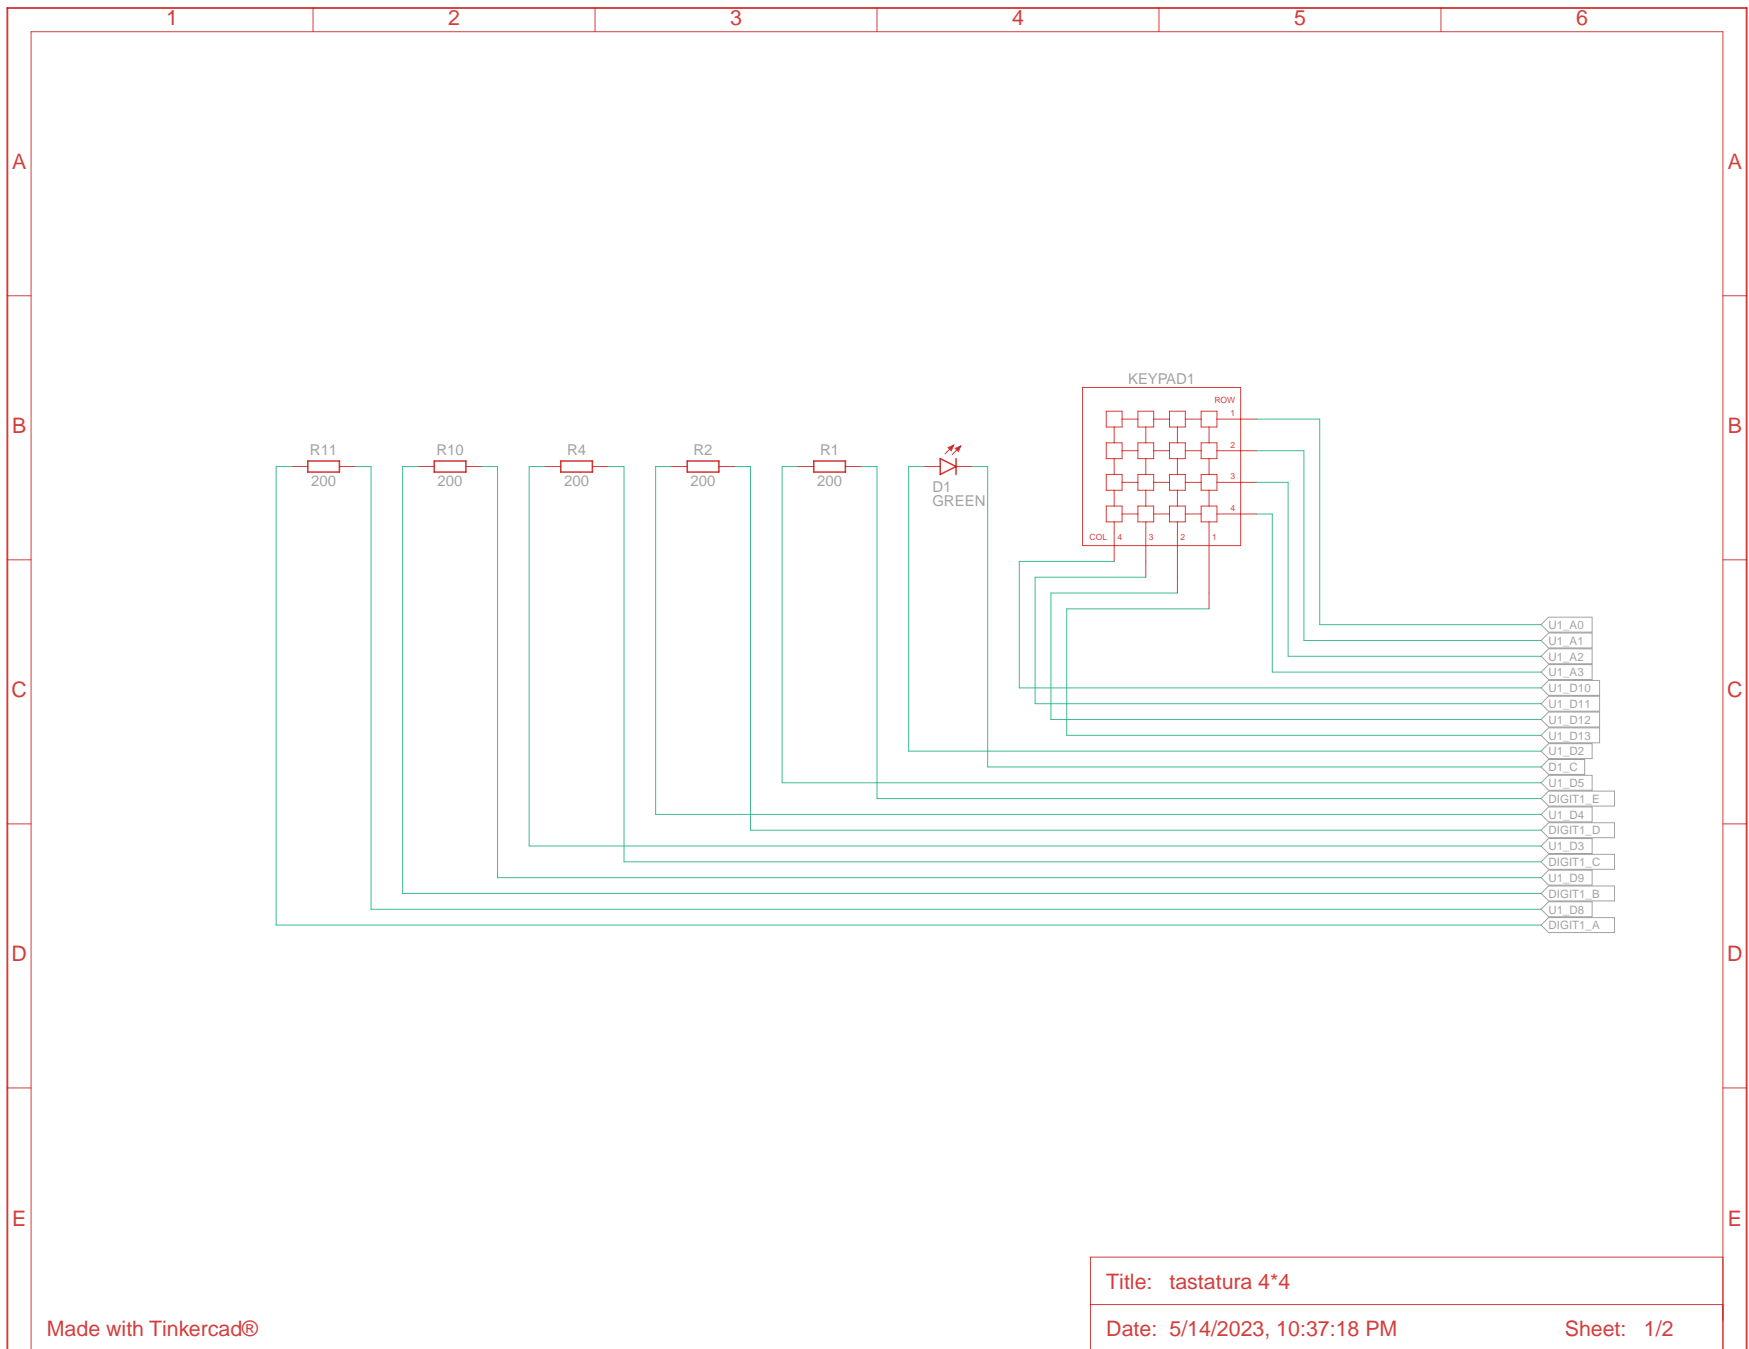 1 2 3 4 5 6
A A
KEYPAD1
ROW
1
B B
R11 R10 R4 R2 R1
2
200 200 200 200 200
3
D1
GREEN
4
COL 4 3 2 1
U1_A0
U1_A1
U1_A2
U1_A3
C C
U1_D10
U1_D11
U1_D12
U1_D13
U1_D2
D1_C
U1_D5
DIGIT1_E
U1_D4
DIGIT1_D
U1_D3
DIGIT1_C
U1_D9
DIGIT1_B
U1_D8
DIGIT1_A
D D
E E
Title: tastatura 4*4
Made with Tinkercad®
Date: 5/14/2023, 10:37:18 PM Sheet: 1/2